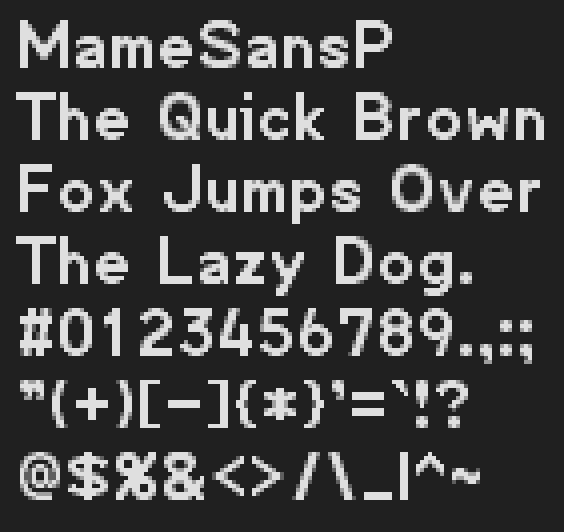 MameSansP
The Quick Brown
Fox Jumps Over
The Lazy Dog.
#0123456789.,:;
"(+)[-]{*}'=`!?
@$%&<>/\_|^~